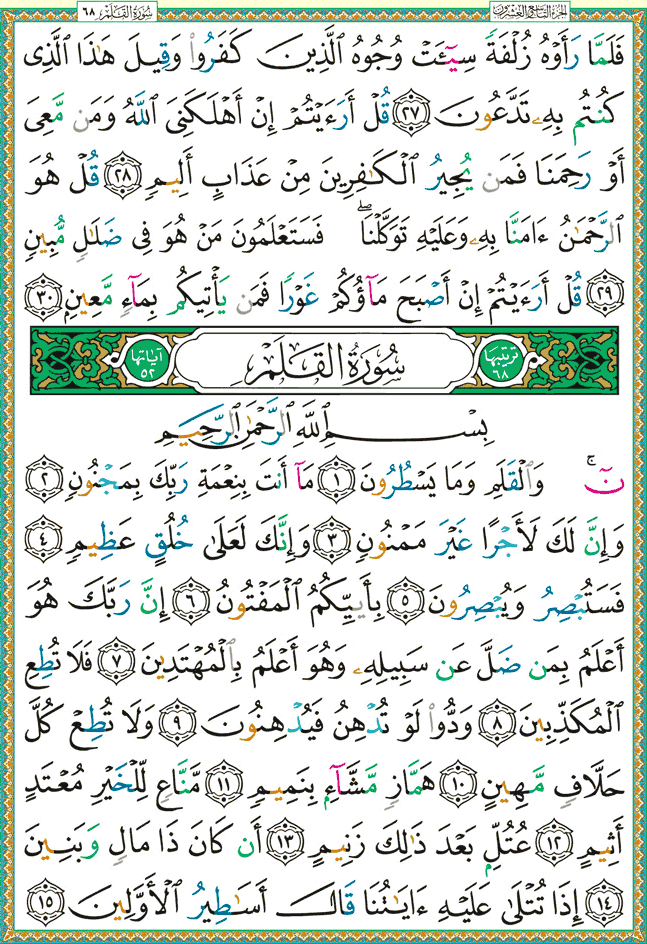 الجزء التاسع والعشرون
سُورَةُ القَلَمِ ٦٨
فَلَمَّا رَأَوْهُ زُلْفَةً سِيٓـَٔتْ وُجُوهُ ٱلَّذِينَ كَفَرُوا۟ وَقِيلَ هَٰذَا ٱلَّذِى
كُنتُم بِهِۦ تَدَّعُونَ ٢٧ قُلْ أَرَءَيْتُمْ إِنْ أَهْلَكَنِىَ ٱللَّهُ وَمَن مَّعِىَ
أَوْ رَحِمَنَا فَمَن يُجِيرُ ٱلْكَٰفِرِينَ مِنْ عَذَابٍ أَلِيمٍ ٢٨ قُلْ هُوَ
ٱلرَّحْمَٰنُ ءَامَنَّا بِهِۦ وَعَلَيْهِ تَوَكَّلْنَا ۖ فَسَتَعْلَمُونَ مَنْ هُوَ فِى ضَلَٰلٍ مُّبِينٍ
٢٩ قُلْ أَرَءَيْتُمْ إِنْ أَصْبَحَ مَآؤُكُمْ غَوْرًا فَمَن يَأْتِيكُم بِمَآءٍ مَّعِينٍۭ ٣٠
ترتيبها ٦٨
سُورَةُ القَلَمِ
آياتها ٥٢
بِسْمِ ٱللَّهِ ٱلرَّحْمَٰنِ ٱلرَّحِيمِ
نٓ ۚ وَٱلْقَلَمِ وَمَا يَسْطُرُونَ ١ مَآ أَنتَ بِنِعْمَةِ رَبِّكَ بِمَجْنُونٍ ٢
وَإِنَّ لَكَ لَأَجْرًا غَيْرَ مَمْنُونٍ ٣ وَإِنَّكَ لَعَلَىٰ خُلُقٍ عَظِيمٍ ٤
فَسَتُبْصِرُ وَيُبْصِرُونَ ٥ بِأَييِّكُمُ ٱلْمَفْتُونُ ٦ إِنَّ رَبَّكَ هُوَ
أَعْلَمُ بِمَن ضَلَّ عَن سَبِيلِهِۦ وَهُوَ أَعْلَمُ بِٱلْمُهْتَدِينَ ٧ فَلَا تُطِعِ
ٱلْمُكَذِّبِينَ ٨ وَدُّوا۟ لَوْ تُدْهِنُ فَيُدْهِنُونَ ٩ وَلَا تُطِعْ كُلَّ
حَلَّافٍ مَّهِينٍ ١٠ هَمَّازٍ مَّشَّآءٍۭ بِنَمِيمٍ ١١ مَّنَّاعٍ لِّلْخَيْرِ مُعْتَدٍ
أَثِيمٍ ١٢ عُتُلٍّۭ بَعْدَ ذَٰلِكَ زَنِيمٍ ١٣ أَن كَانَ ذَا مَالٍ وَبَنِينَ
١٤ إِذَا تُتْلَىٰ عَلَيْهِ ءَايَٰتُنَا قَالَ أَسَٰطِيرُ ٱلْأَوَّلِينَ ١٥